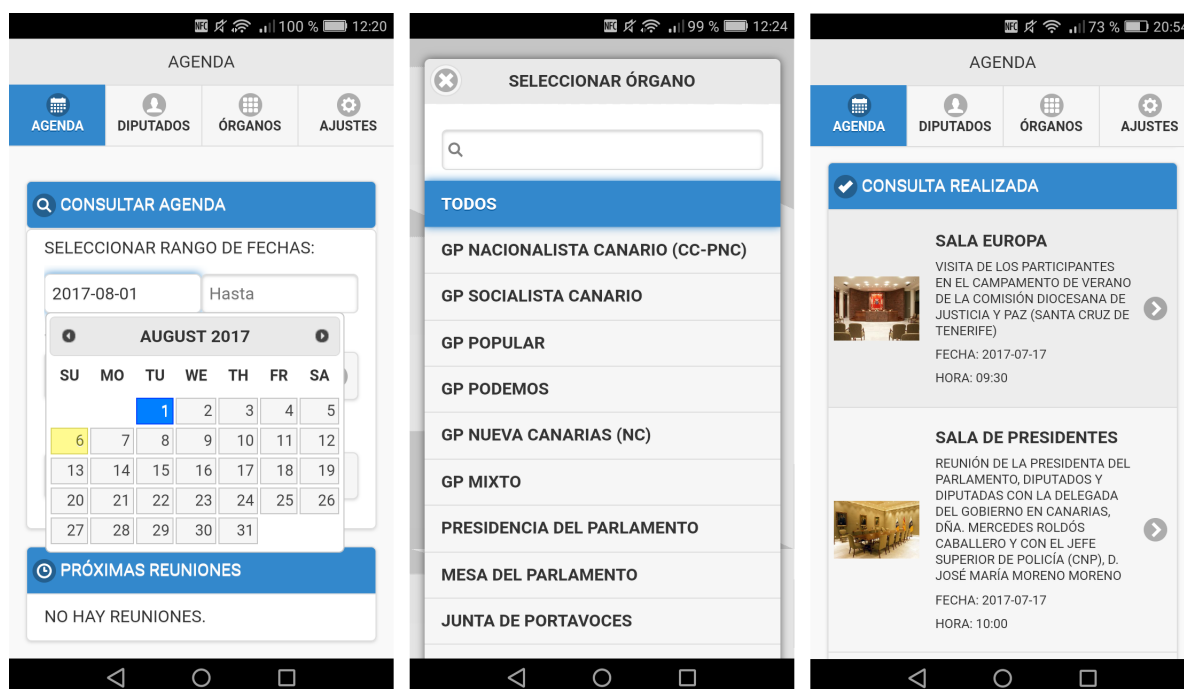 100 % 12:20
AGENDA
AGENDA DIPUTADOS ÓRGANOS AJUSTES
CONSULTAR AGENDA
SELECCIONAR RANGO DE FECHAS:
2017-08-01 Hasta
AUGUST 2017
SU MO TU WE TH FR SA
1 2 3 4 5
6 7 8 9 10 11 12
13 14 15 16 17 18 19
20 21 22 23 24 25 26
27 28 29 30 31
PRÓXIMAS REUNIONES
NO HAY REUNIONES.
99 % 12:24
SELECCIONAR ÓRGANO
TODOS
GP NACIONALISTA CANARIO (CC-PNC)
GP SOCIALISTA CANARIO
GP POPULAR
GP PODEMOS
GP NUEVA CANARIAS (NC)
GP MIXTO
PRESIDENCIA DEL PARLAMENTO
MESA DEL PARLAMENTO
JUNTA DE PORTAVOCES
73 % 20:54
AGENDA
AGENDA DIPUTADOS ÓRGANOS AJUSTES
CONSULTA REALIZADA
SALA EUROPA
VISITA DE LOS PARTICIPANTES
EN EL CAMPAMENTO DE VERANO
DE LA COMISIÓN DIOCESANA DE
JUSTICIA Y PAZ (SANTA CRUZ DE
TENERIFE)
FECHA: 2017-07-17
HORA: 09:30
SALA DE PRESIDENTES
REUNIÓN DE LA PRESIDENTA DEL
PARLAMENTO, DIPUTADOS Y
DIPUTADAS CON LA DELEGADA
DEL GOBIERNO EN CANARIAS,
DÑA. MERCEDES ROLDÓS
CABALLERO Y CON EL JEFE
SUPERIOR DE POLICÍA (CNP), D.
JOSÉ MARÍA MORENO MORENO
FECHA: 2017-07-17
HORA: 10:00